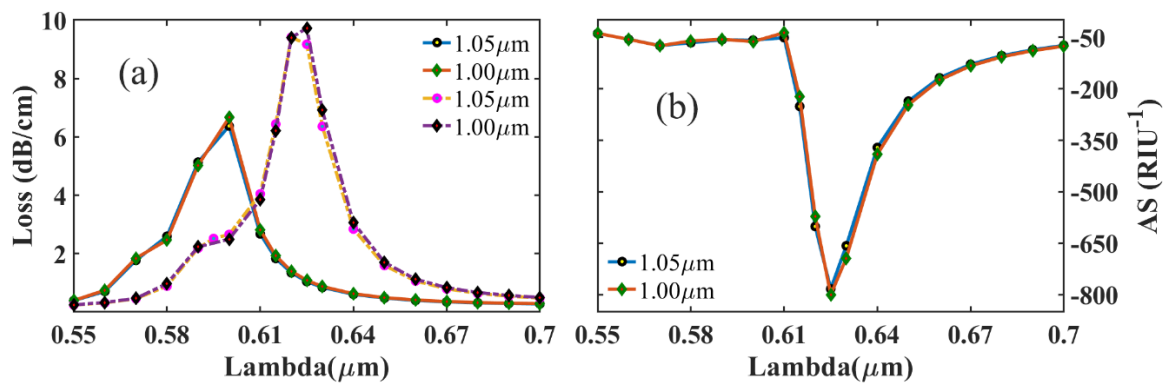 10
8
6
4
2
Loss (dB/cm)
(a)
1.05μm
1.00μm
1.05μm
1.00μm
0.55 0.58 0.61 0.64 0.67 0.7
Lambda(μm)
(b)
1.05μm
1.00μm
-50
-200
-350
-500
-650
-800
AS (RIU⁻¹)
0.55 0.58 0.61 0.64 0.67 0.7
Lambda(μm)